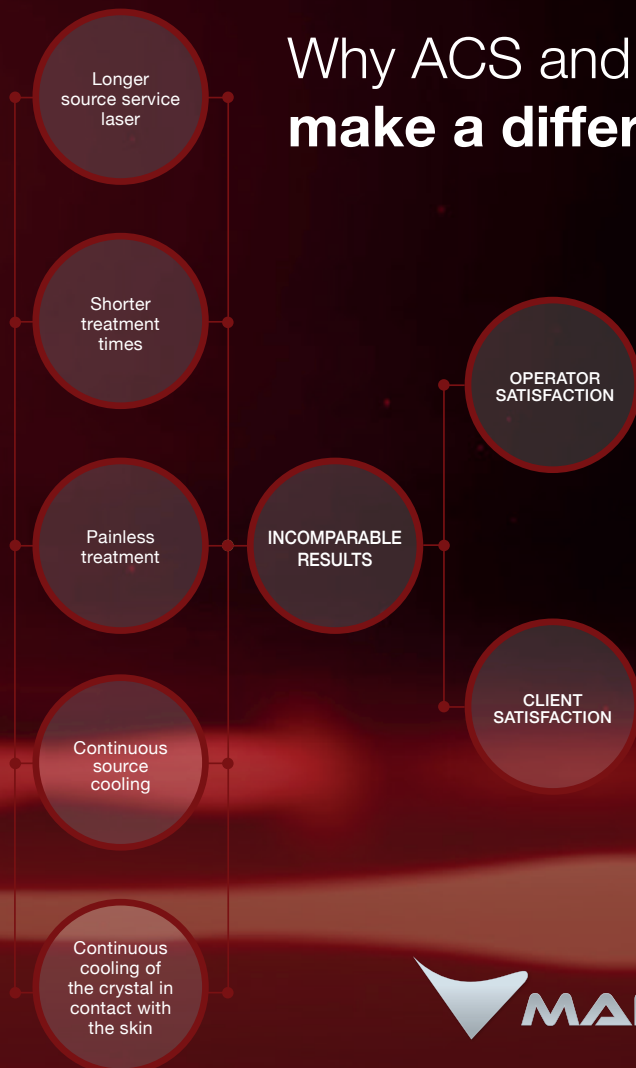 Why ACS and
make a differ
Longer
source service
laser
Shorter
treatment
times
Painless
treatment
Continuous
source
cooling
Continuous
cooling of
the crystal in
contact with
the skin
INCOMPARABLE
RESULTS
OPERATOR
SATISFACTION
CLIENT
SATISFACTION
MA